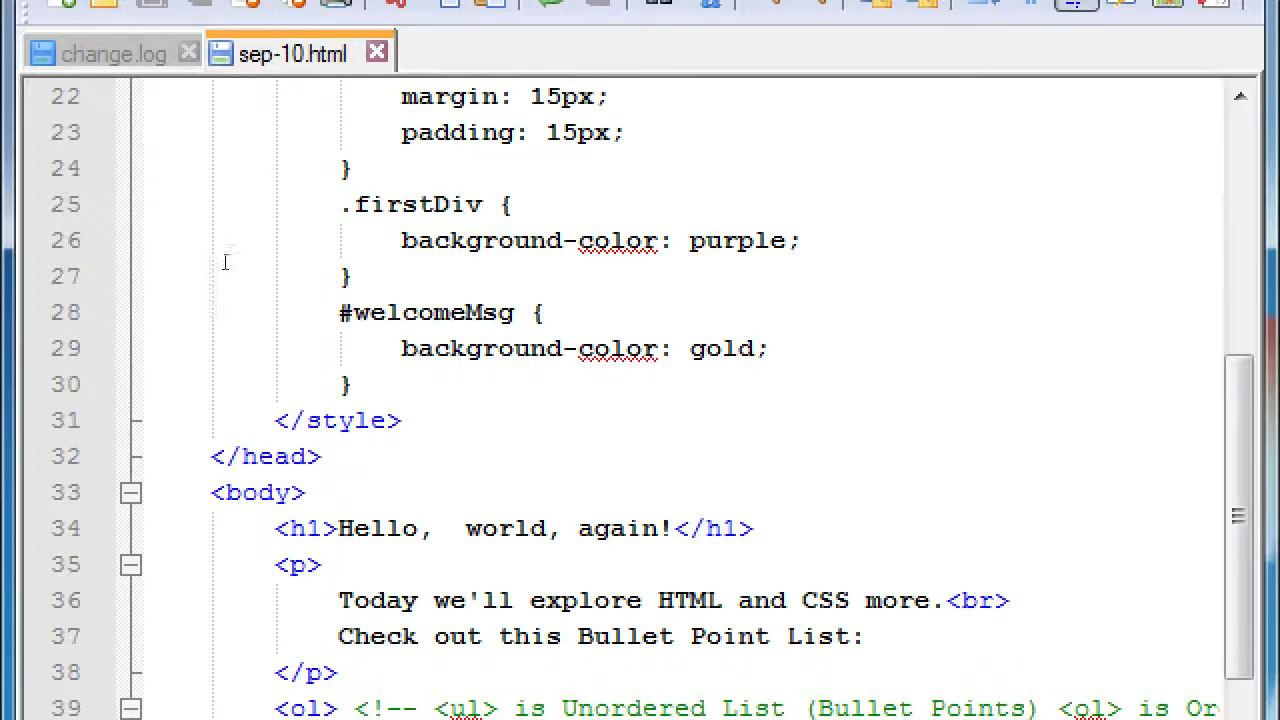 change.log sep-10.html
22 margin: 15px;
23 padding: 15px;
24 }
25 .firstDiv {
26 background-color: purple;
27 }
28 #welcomeMsg {
29 background-color: gold;
30 }
31 </style>
32 </head>
33 <body>
34 <h1>Hello,  world, again!</h1>
35 <p>
36 Today we'll explore HTML and CSS more.<br>
37 Check out this Bullet Point List:
38 </p>
39 <ol> <!-- <ul> is Unordered List (Bullet Points) <ol> is Or